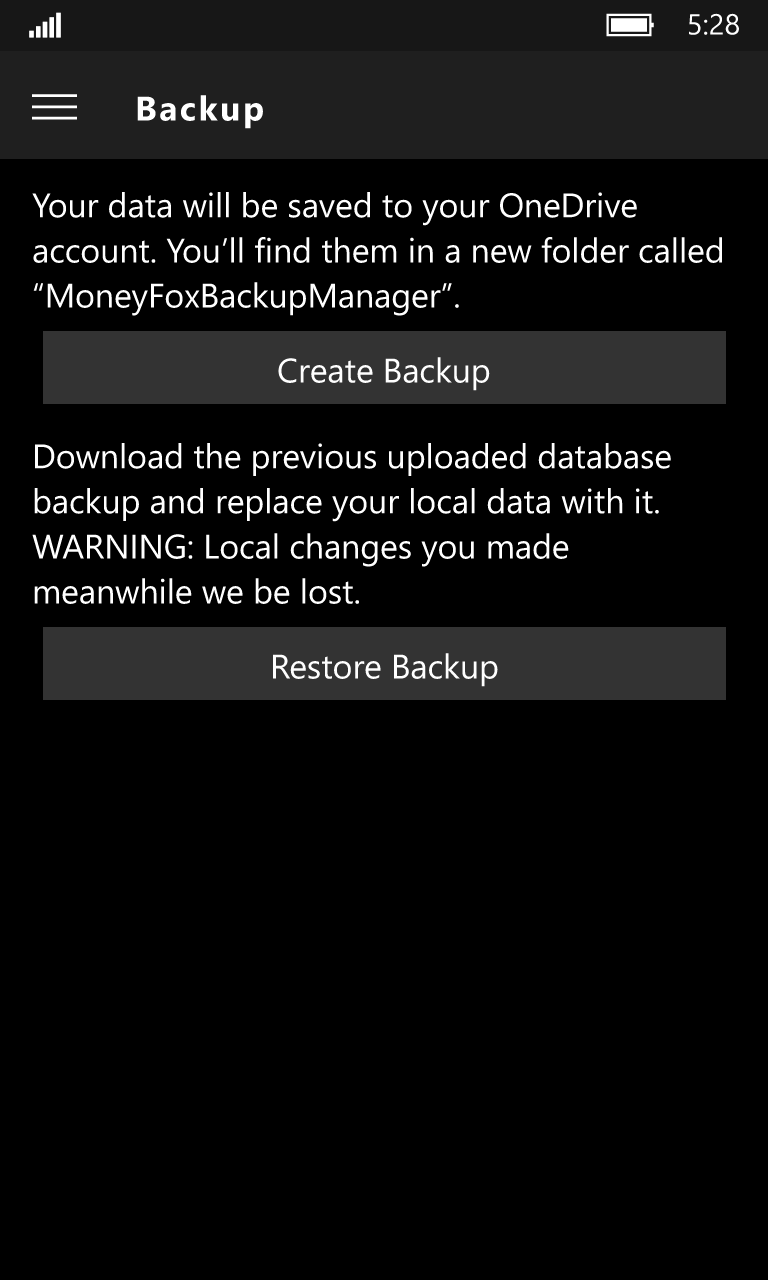 5:28
Backup
Your data will be saved to your OneDrive
account. You’ll find them in a new folder called
“MoneyFoxBackupManager”.
Create Backup
Download the previous uploaded database
backup and replace your local data with it.
WARNING: Local changes you made
meanwhile we be lost.
Restore Backup